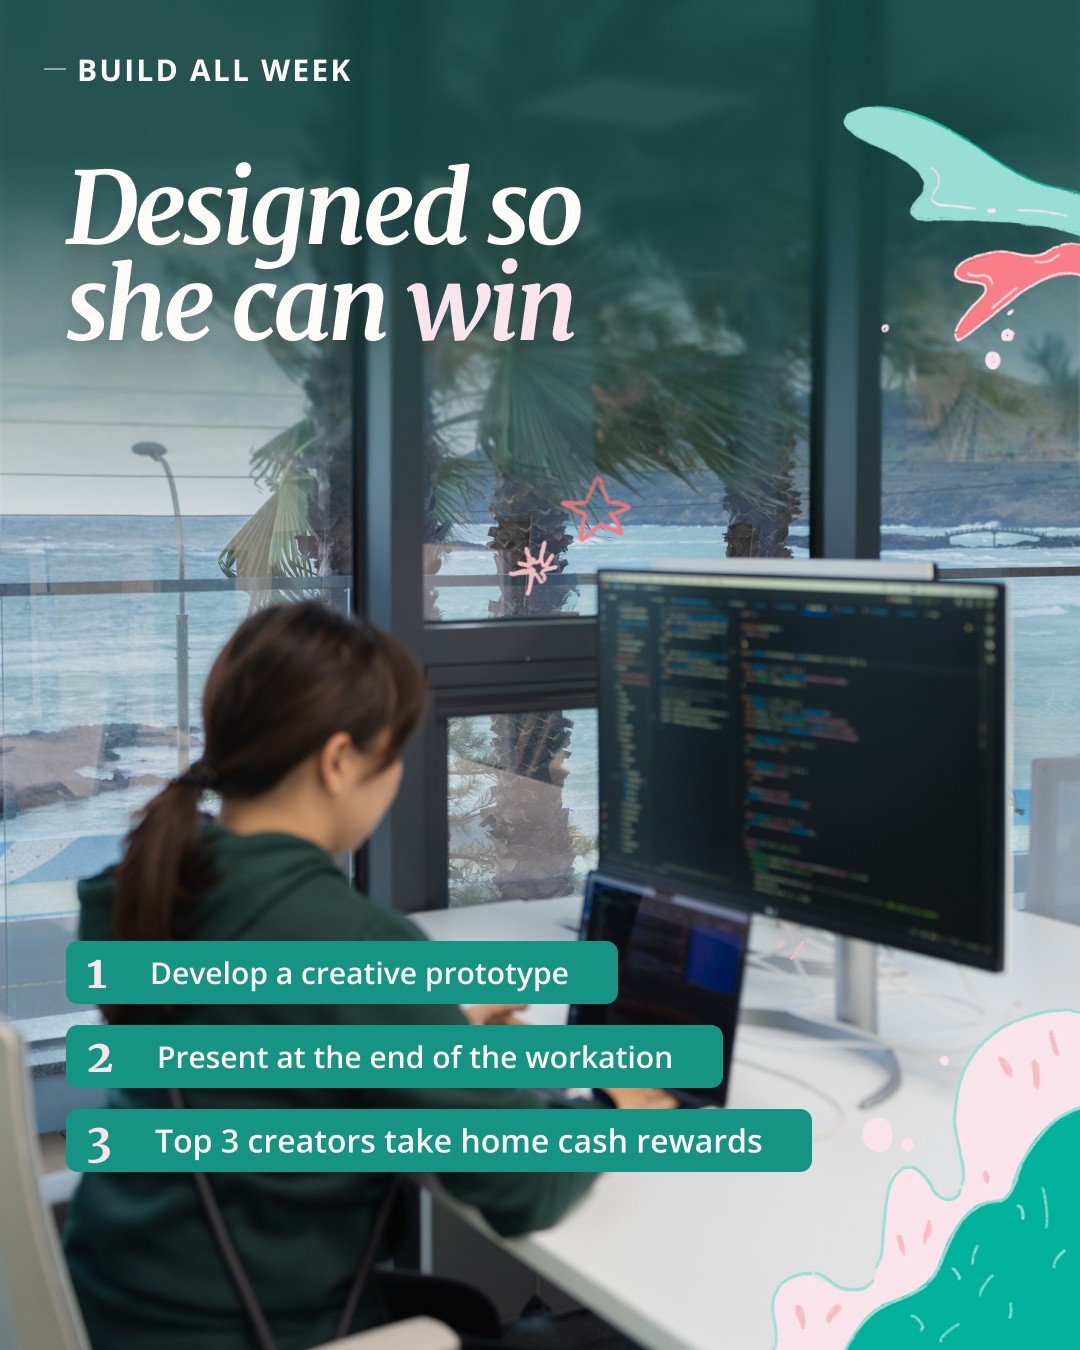 BUILD ALL WEEK
Designed so
she can win
1 Develop a creative prototype
2 Present at the end of the workation
3 Top 3 creators take home cash rewards